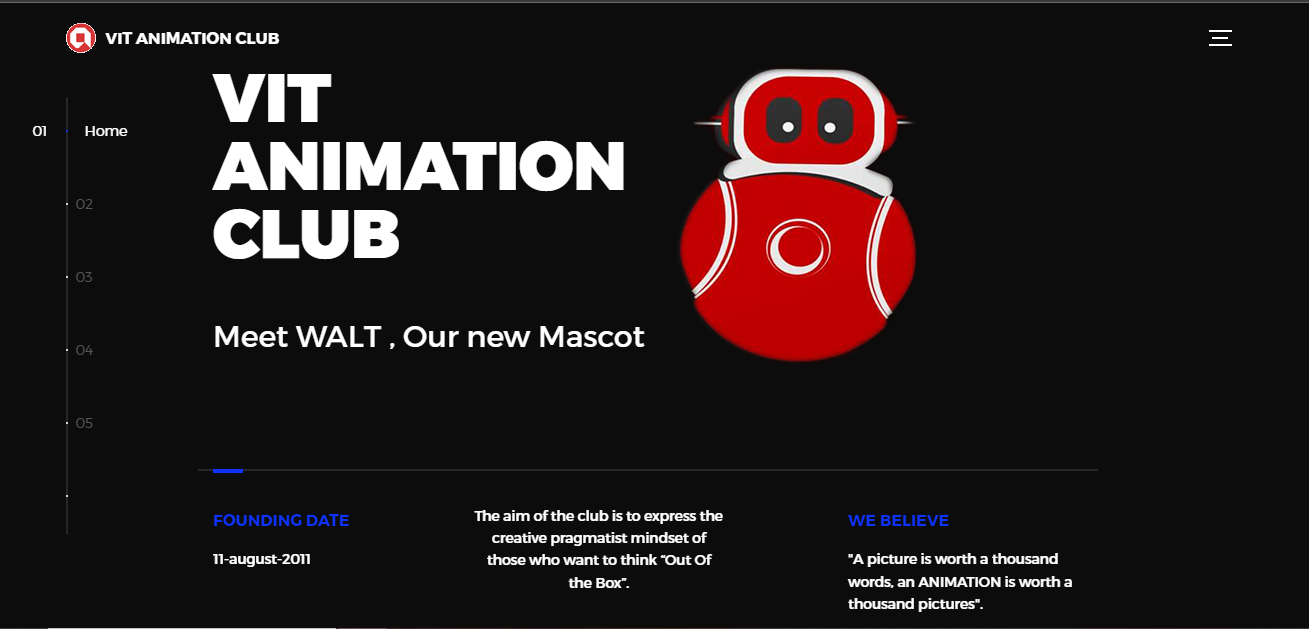 VIT ANIMATION CLUB
VIT
ANIMATION
CLUB
01 Home
02
03
04
05
Meet WALT , Our new Mascot
FOUNDING DATE
11-august-2011
The aim of the club is to express the
creative pragmatist mindset of
those who want to think “Out Of
the Box”.
WE BELIEVE
"A picture is worth a thousand
words, an ANIMATION is worth a
thousand pictures".